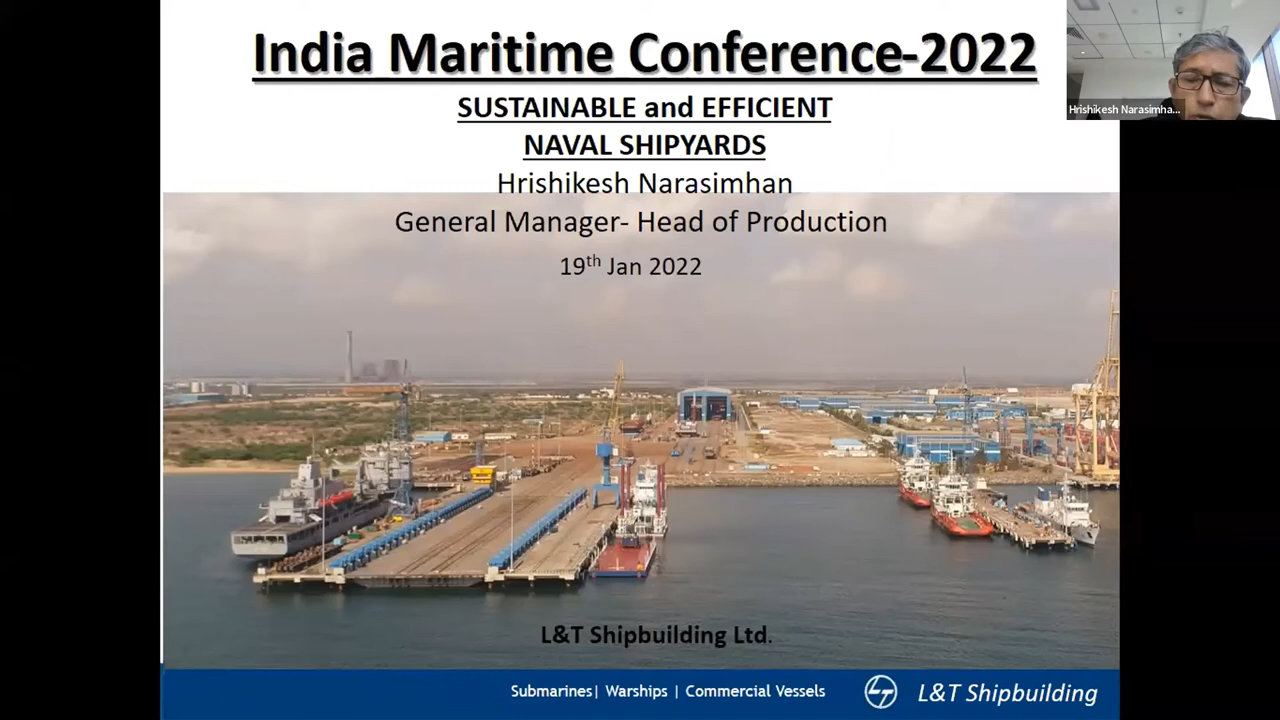 India Maritime Conference-2022
SUSTAINABLE and EFFICIENT
NAVAL SHIPYARDS
Hrishikesh Narasimhan
General Manager- Head of Production
19th Jan 2022
Hrishikesh Narasimha...
L&T Shipbuilding Ltd.
Submarines| Warships | Commercial Vessels
L&T Shipbuilding